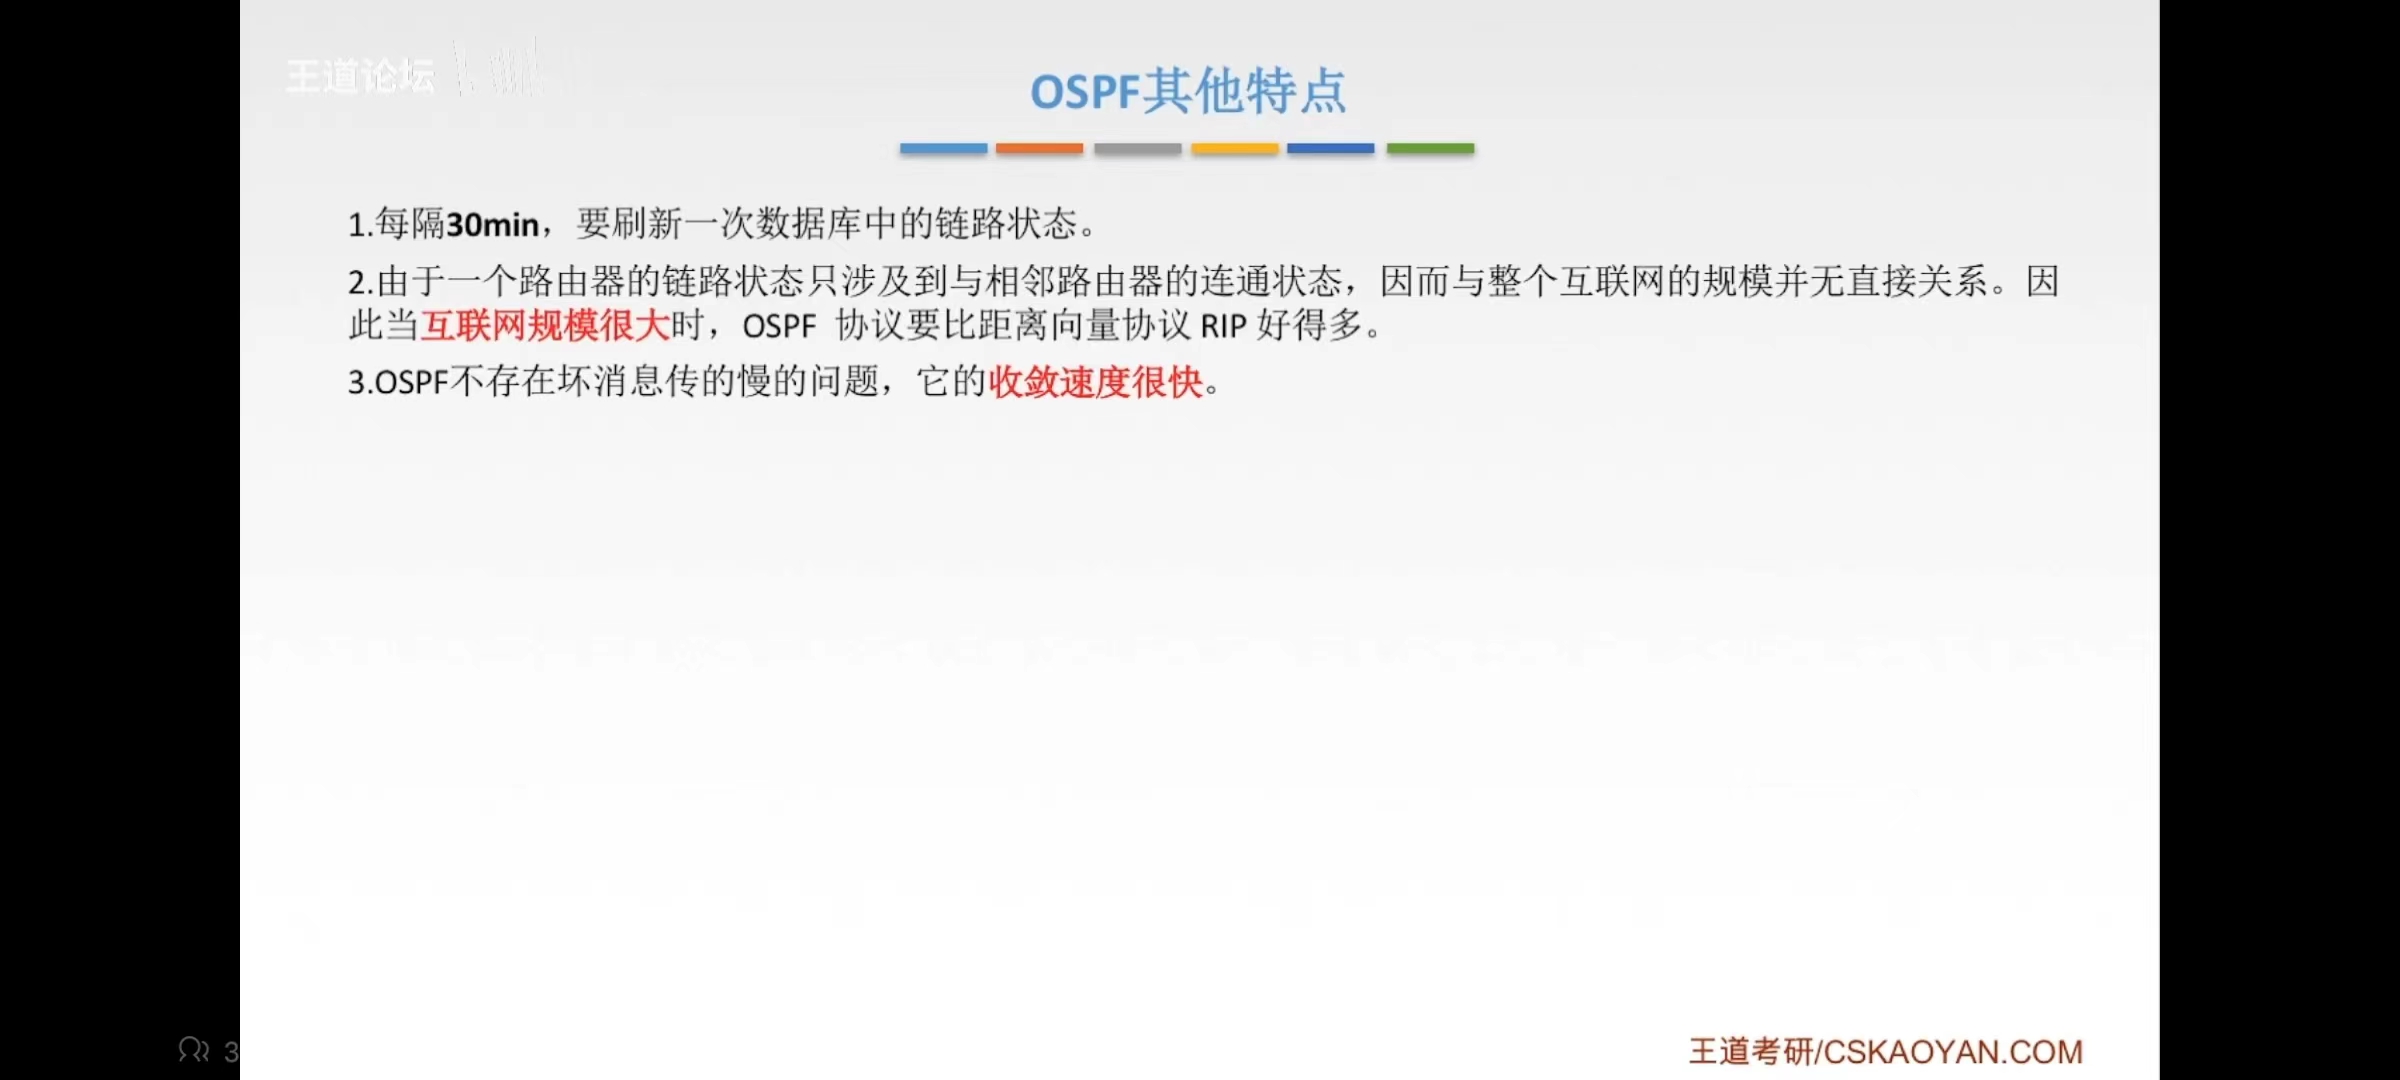 王道论坛
OSPF其他特点
1.每隔30min，要刷新一次数据库中的链路状态。
2.由于一个路由器的链路状态只涉及到与相邻路由器的连通状态，因而与整个互联网的规模并无直接关系。因
此当互联网规模很大时，OSPF 协议要比距离向量协议 RIP 好得多。
3.OSPF不存在坏消息传的慢的问题，它的收敛速度很快。
3
王道考研/CSKAOYAN.COM